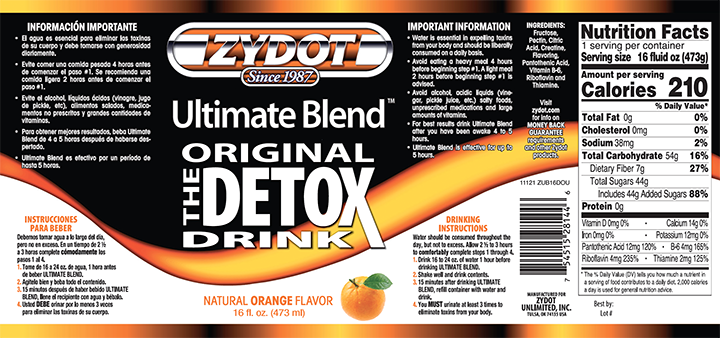 INFORMACIÓN IMPORTANTE
• El agua es esencial para eliminar las toxinas
de su cuerpo y debe tomarse con generosidad
diariamente.
• Evite comer una comida pesada 4 horas antes
de comenzar el paso #1. Se recomienda una
comida ligera 2 horas antes de comenzar el
paso #1.
• Evite el alcohol, líquidos ácidos (vinagre, jugo
de pickle, etc), alimentos salados, medica-
mentos no prescritos y grandes cantidades de
vitaminas.
• Para obtener mejores resultados, beba Ultimate
Blend de 4 a 5 horas después de haberse des-
pertado.
• Ultimate Blend es efectivo por un período de
hasta 5 horas.
INSTRUCCIONES
PARA BEBER
Debemos tomar agua a lo largo del día,
pero no en exceso. En un tiempo de 2 ½
a 3 horas complete cómodamente los
pasos 1 al 4.
1. Tome de 16 a 24 oz. de agua, 1 hora antes
de beber ULTIMATE BLEND.
2. Agítelo bien y beba todo el contenido.
3. 15 minutos después de haber bebido ULTIMATE
BLEND, llene el recipiente con agua y bébalo.
4. Usted DEBE orinar por lo menos 3 veces
para eliminar las toxinas de su cuerpo.
ZYDOT
Since 1987
Ultimate Blend™
ORIGINAL
THE DETOX
DRINK
NATURAL ORANGE FLAVOR
16 fl. oz. (473 ml)
IMPORTANT INFORMATION
• Water is essential in expelling toxins
from your body and should be liberally
consumed on a daily basis.
• Avoid eating a heavy meal 4 hours
before beginning step #1. A light meal
2 hours before beginning step #1 is
advised.
• Avoid alcohol, acidic liquids (vine-
gar, pickle juice, etc.) salty foods,
unprescribed medications and large
amounts of vitamins.
• For best results drink Ultimate Blend
after you have been awake 4 to 5
hours.
• Ultimate Blend is effective for up to
5 hours.
DRINKING
INSTRUCTIONS
Water should be consumed throughout the
day, but not to excess. Allow 2 ½ to 3 hours
to comfortably complete steps 1 through 4.
1. Drink 16 to 24 oz. of water 1 hour before
drinking ULTIMATE BLEND.
2. Shake well and drink contents.
3. 15 minutes after drinking ULTIMATE
BLEND, refill container with water and
drink.
4. You MUST urinate at least 3 times to
eliminate toxins from your body.
INGREDIENTS:
Fructose,
Pectin, Citric
Acid, Creatine,
Flavoring,
Pantothenic Acid,
Vitamin B-6,
Riboflavin and
Thiamine.
Visit
zydot.com
for info on
MONEY BACK
GUARANTEE
requirements
and other Zydot
products.
11121 ZUB16DOU
7 54515 28144 6
MANUFACTURED FOR
ZYDOT
UNLIMITED, INC.
TULSA, OK 74133 USA
Nutrition Facts
1 serving per container
Serving size 16 fluid oz (473g)
Amount per serving
Calories 210
% Daily Value*
Total Fat 0g 0%
Cholesterol 0mg 0%
Sodium 38mg 2%
Total Carbohydrate 54g 16%
Dietary Fiber 7g 27%
Total Sugars 44g
Includes 44g Added Sugars 88%
Protein 0g
Vitamin D 0mg 0% • Calcium 14g 0%
Iron 0mg 0% • Potassium 12mg 0%
Pantothenic Acid 12mg 120% • B-6 4mg 165%
Riboflavin 4mg 235% • Thiamine 2mg 125%
* The % Daily Value (DV) tells you how much a nutrient in
a serving of food contributes to a daily diet. 2,000 calories
a day is used for general nutrition advice.
Best by:
Lot #